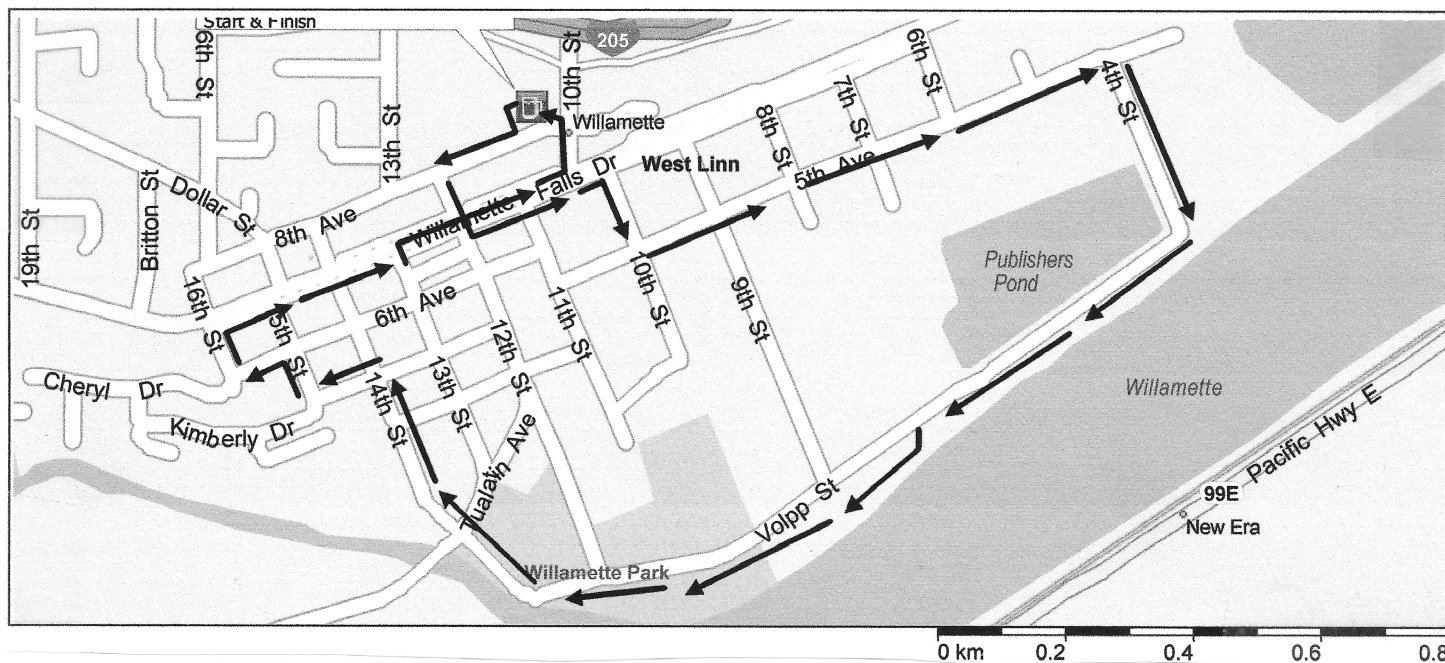 Start & Finish
16th St
205
10th St
6th St
4th St
13th St
Willamette
7th St
8th St
West Linn
5th Ave
Dollar St
Britton St
19th St
8th Ave
Willamette Falls Dr
16th St
5th St
6th Ave
10th St
11th St
9th St
12th St
13th St
14th St
Publishers
Pond
Cheryl Dr
Kimberly Dr
Tualatin Ave
Willamette
Pacific Hwy E
99E
New Era
Volpp St
Willamette Park
0 km 0.2 0.4 0.6 0.8